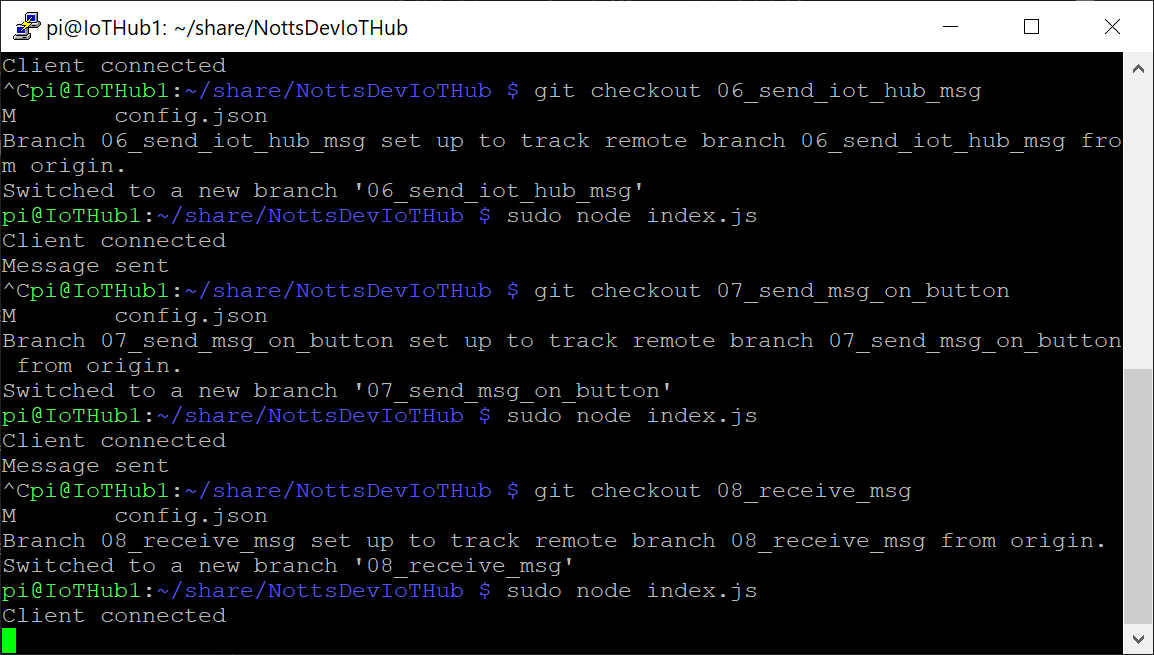 pi@IoTHub1: ~/share/NottsDevIoTHub
Client connected
^Cpi@IoTHub1:~/share/NottsDevIoTHub $ git checkout 06_send_iot_hub_msg
M       config.json
Branch 06_send_iot_hub_msg set up to track remote branch 06_send_iot_hub_msg fro
m origin.
Switched to a new branch '06_send_iot_hub_msg'
pi@IoTHub1:~/share/NottsDevIoTHub $ sudo node index.js
Client connected
Message sent
^Cpi@IoTHub1:~/share/NottsDevIoTHub $ git checkout 07_send_msg_on_button
M       config.json
Branch 07_send_msg_on_button set up to track remote branch 07_send_msg_on_button
 from origin.
Switched to a new branch '07_send_msg_on_button'
pi@IoTHub1:~/share/NottsDevIoTHub $ sudo node index.js
Client connected
Message sent
^Cpi@IoTHub1:~/share/NottsDevIoTHub $ git checkout 08_receive_msg
M       config.json
Branch 08_receive_msg set up to track remote branch 08_receive_msg from origin.
Switched to a new branch '08_receive_msg'
pi@IoTHub1:~/share/NottsDevIoTHub $ sudo node index.js
Client connected